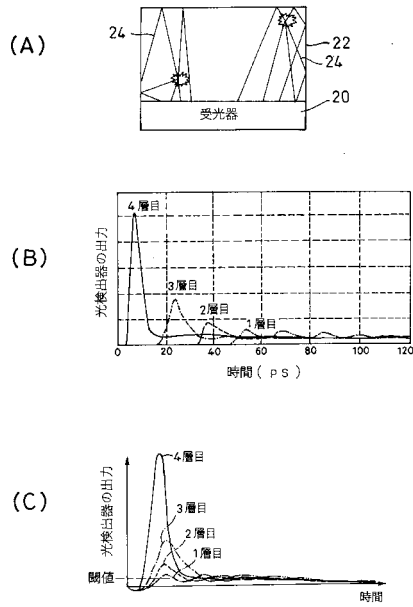 (A)
24
22
24
20
受光器
(B)
光検出器の出力
4層目
3層目
2層目
1層目
0 20 40 60 80 100 120
時間(ps)
(C)
光検出器の出力
4層目
3層目
2層目
1層目
閾値
時間